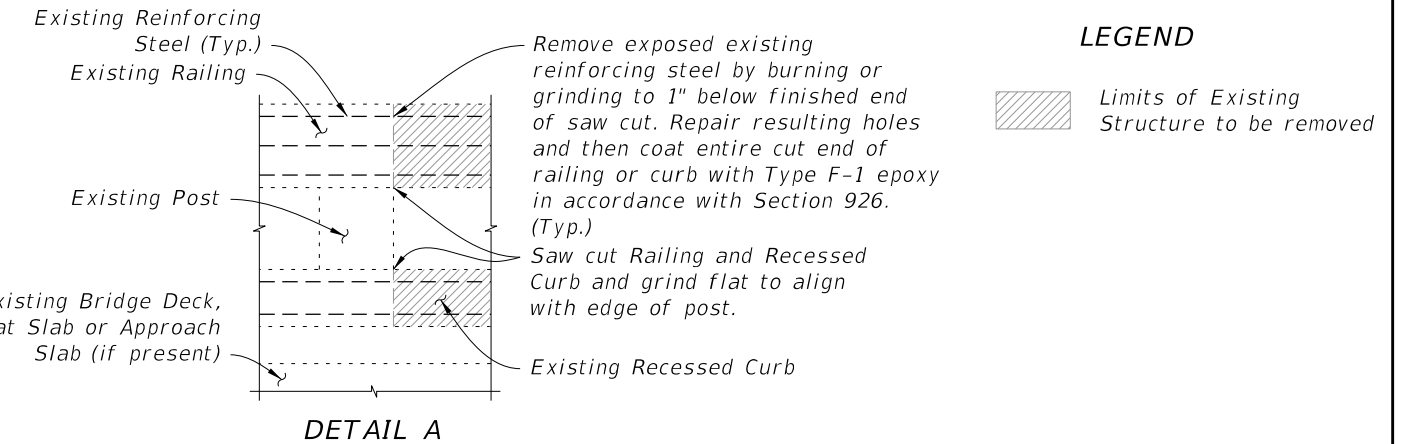 Existing Reinforcing
Steel (Typ.)
Existing Railing
Existing Post
Existing Bridge Deck,
Slab or Approach
Slab (if present)
Remove exposed existing
reinforcing steel by burning or
grinding to 1" below finished end
of saw cut. Repair resulting holes
and then coat entire cut end of
railing or curb with Type F-1 epoxy
in accordance with Section 926.
(Typ.)
Saw cut Railing and Recessed
Curb and grind flat to align
with edge of post.
Existing Recessed Curb
DETAIL A
LEGEND
Limits of Existing
Structure to be removed